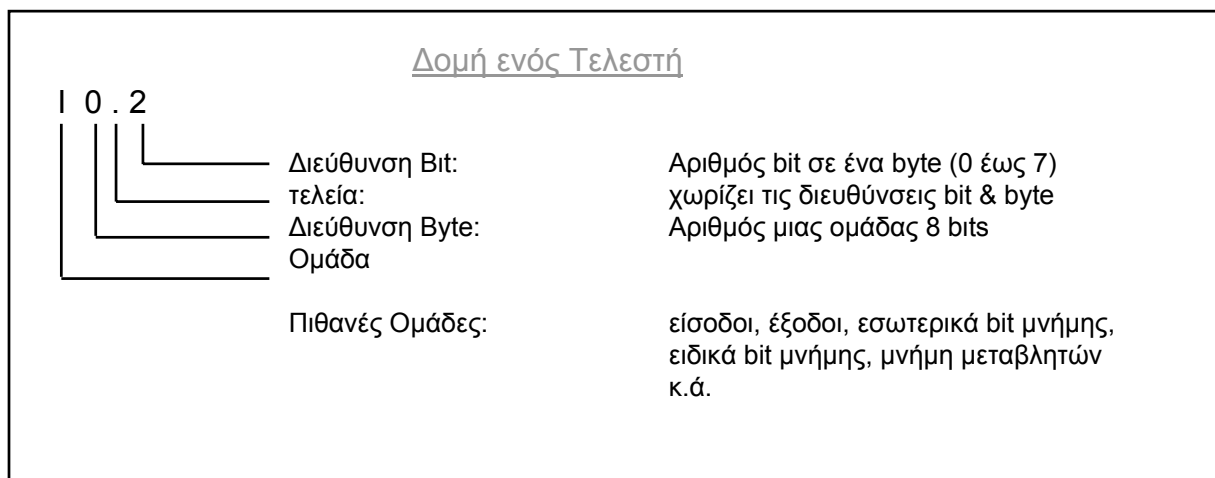 Δομή ενός Τελεστή
I 0 . 2
Διεύθυνση Βιt: Αριθμός bit σε ένα byte (0 έως 7)
τελεία: χωρίζει τις διευθύνσεις bit & byte
Διεύθυνση Byte: Αριθμός μιας ομάδας 8 bιts
Ομάδα
Πιθανές Ομάδες: είσοδοι, έξοδοι, εσωτερικά bit μνήμης,
ειδικά bit μνήμης, μνήμη μεταβλητών
κ.ά.